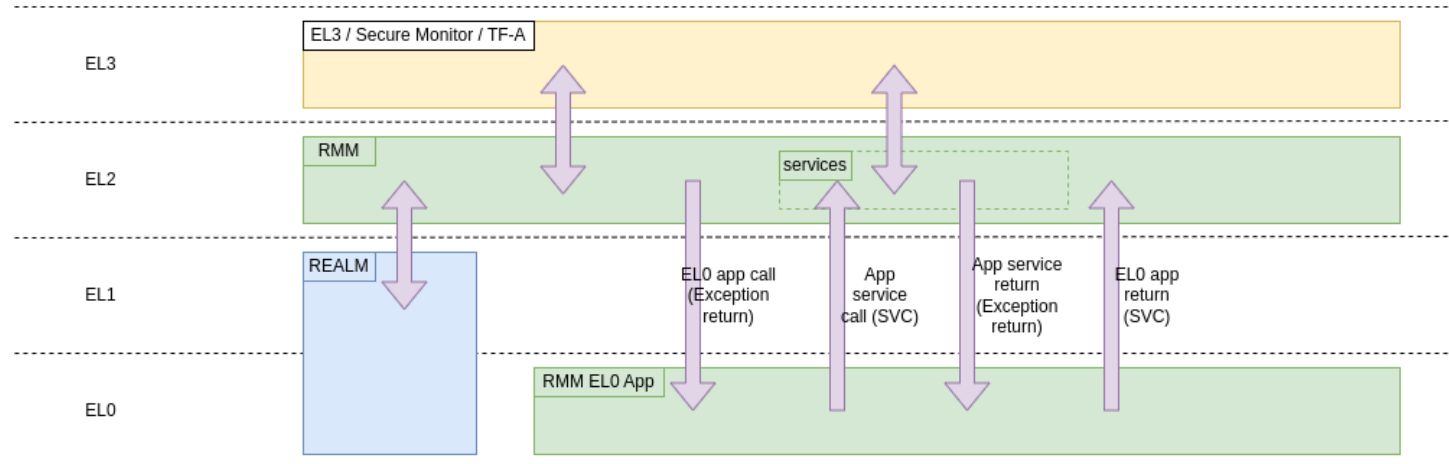 EL3 / Secure Monitor / TF-A
EL3
RMM
services
EL2
REALM
EL1
EL0 app call
(Exception
return)
App
service
call (SVC)
App service
return
(Exception
return)
EL0 app
return
(SVC)
RMM EL0 App
EL0